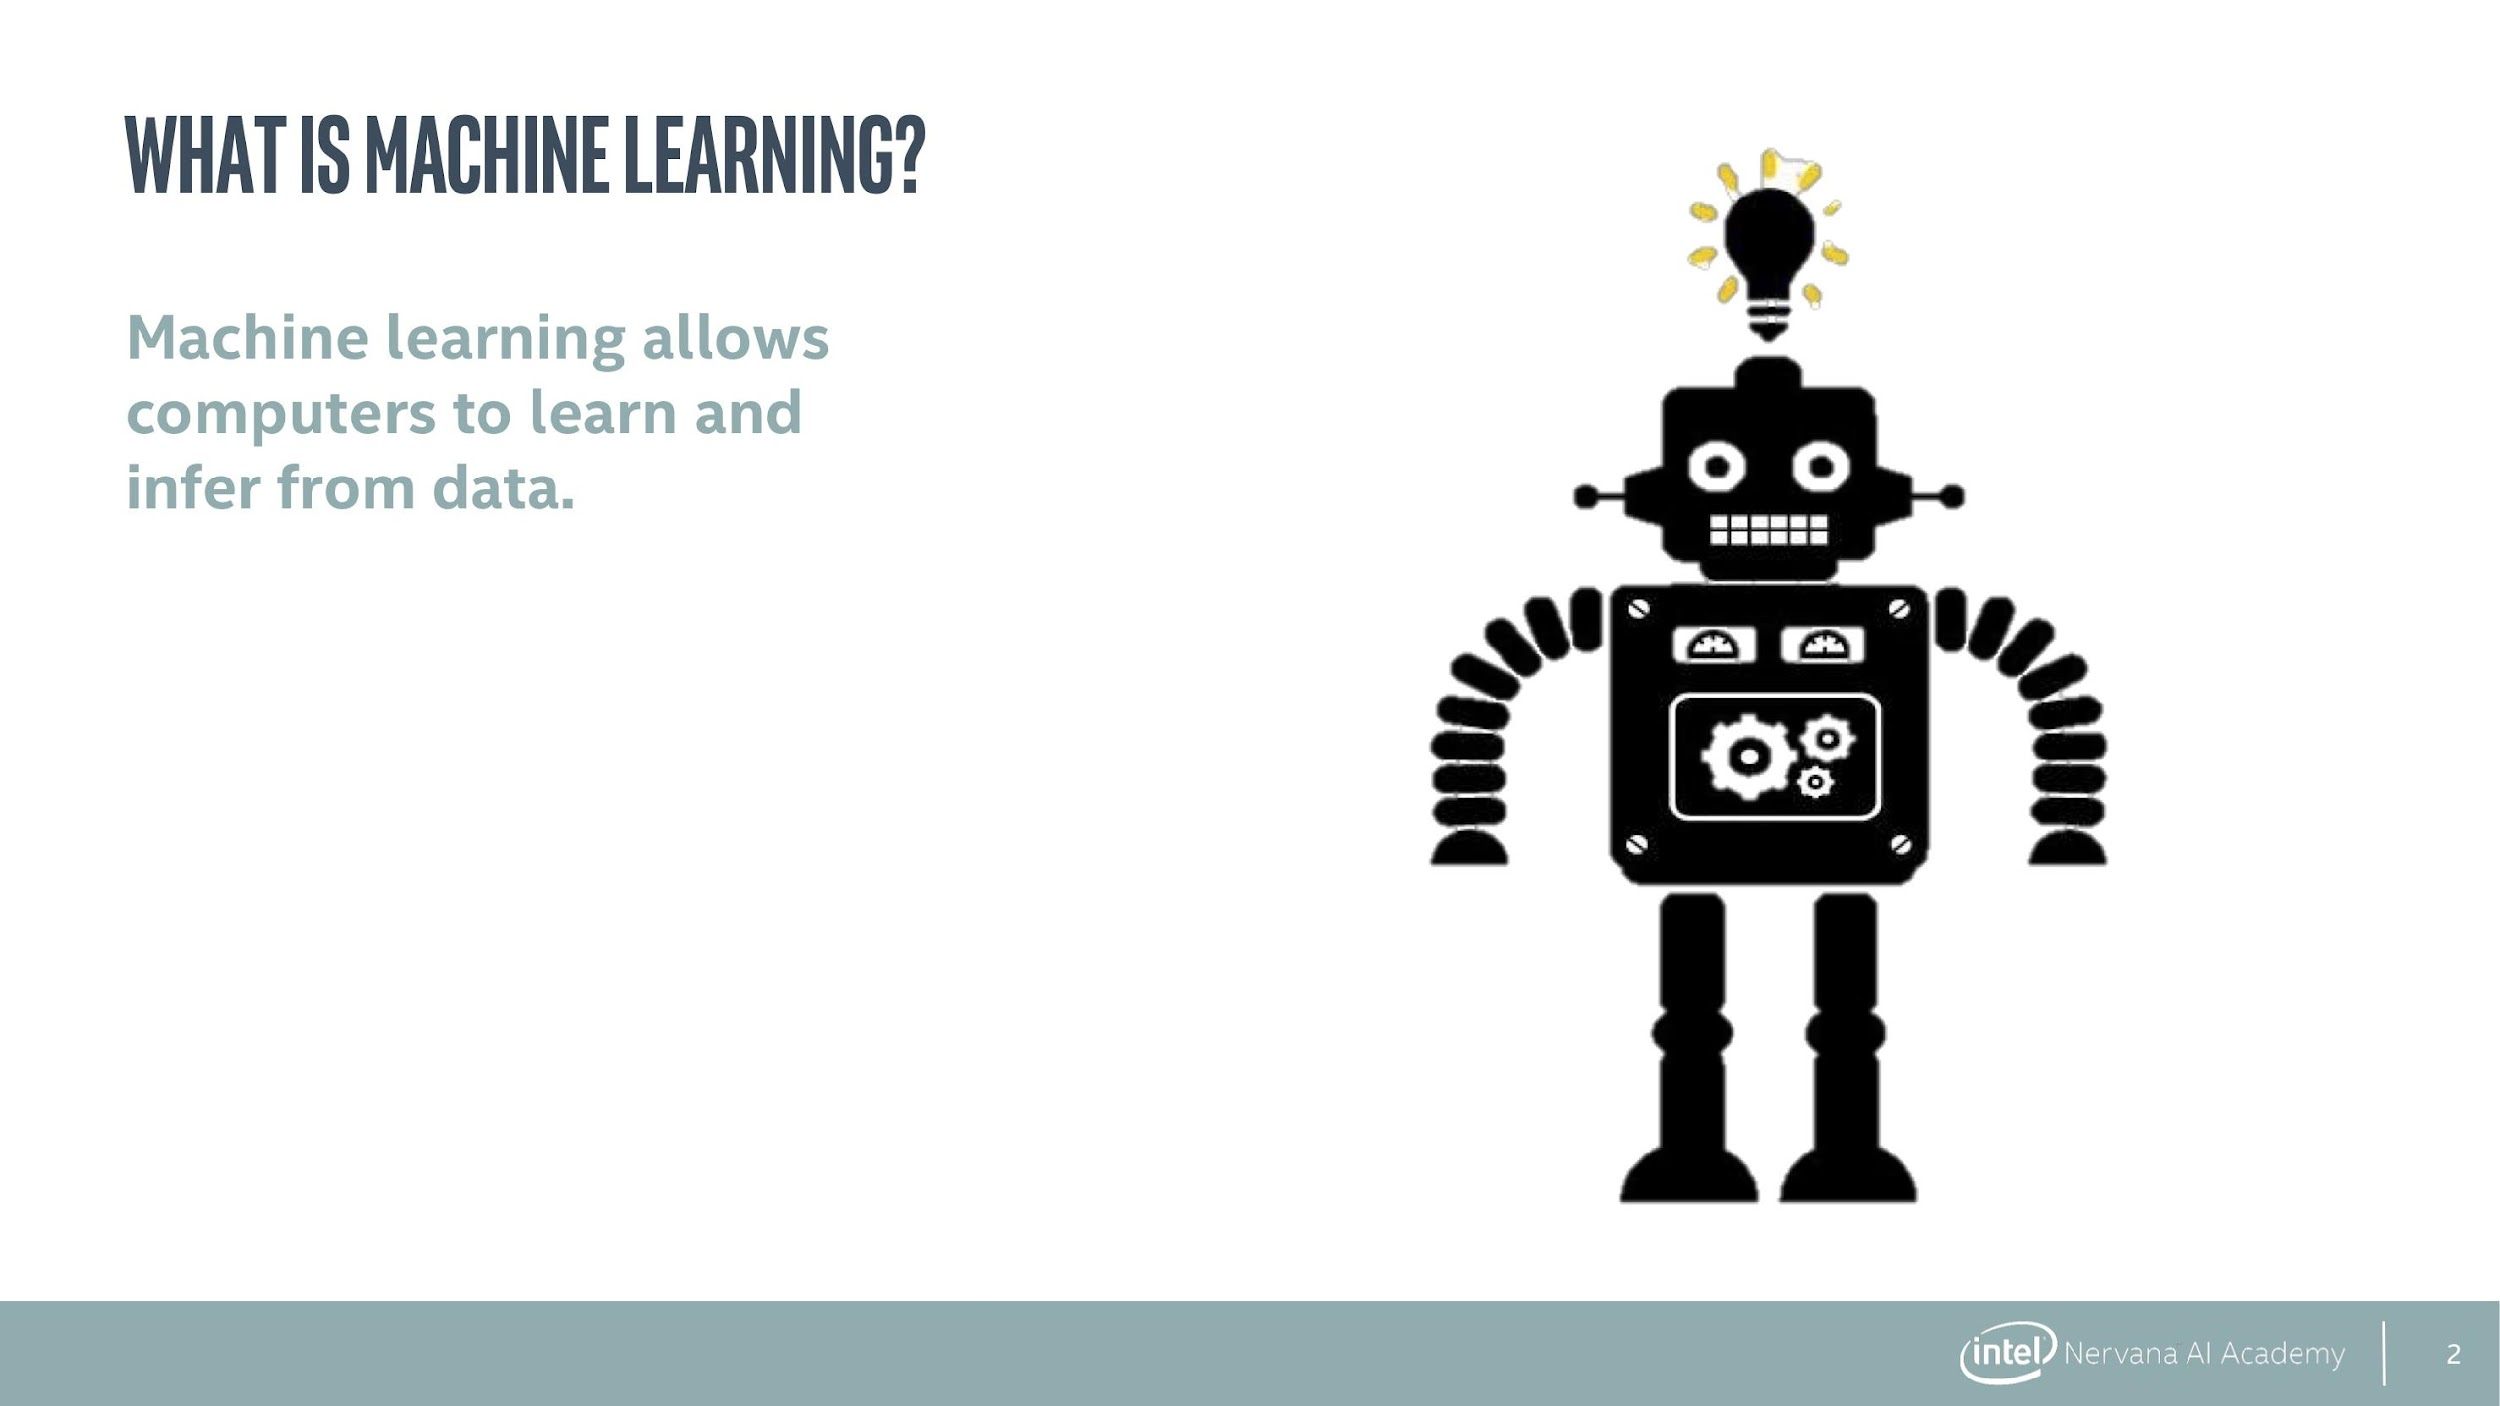 WHAT IS MACHINE LEARNING?
Machine learning allows
computers to learn and
infer from data.
intel Nervana AI Academy
2